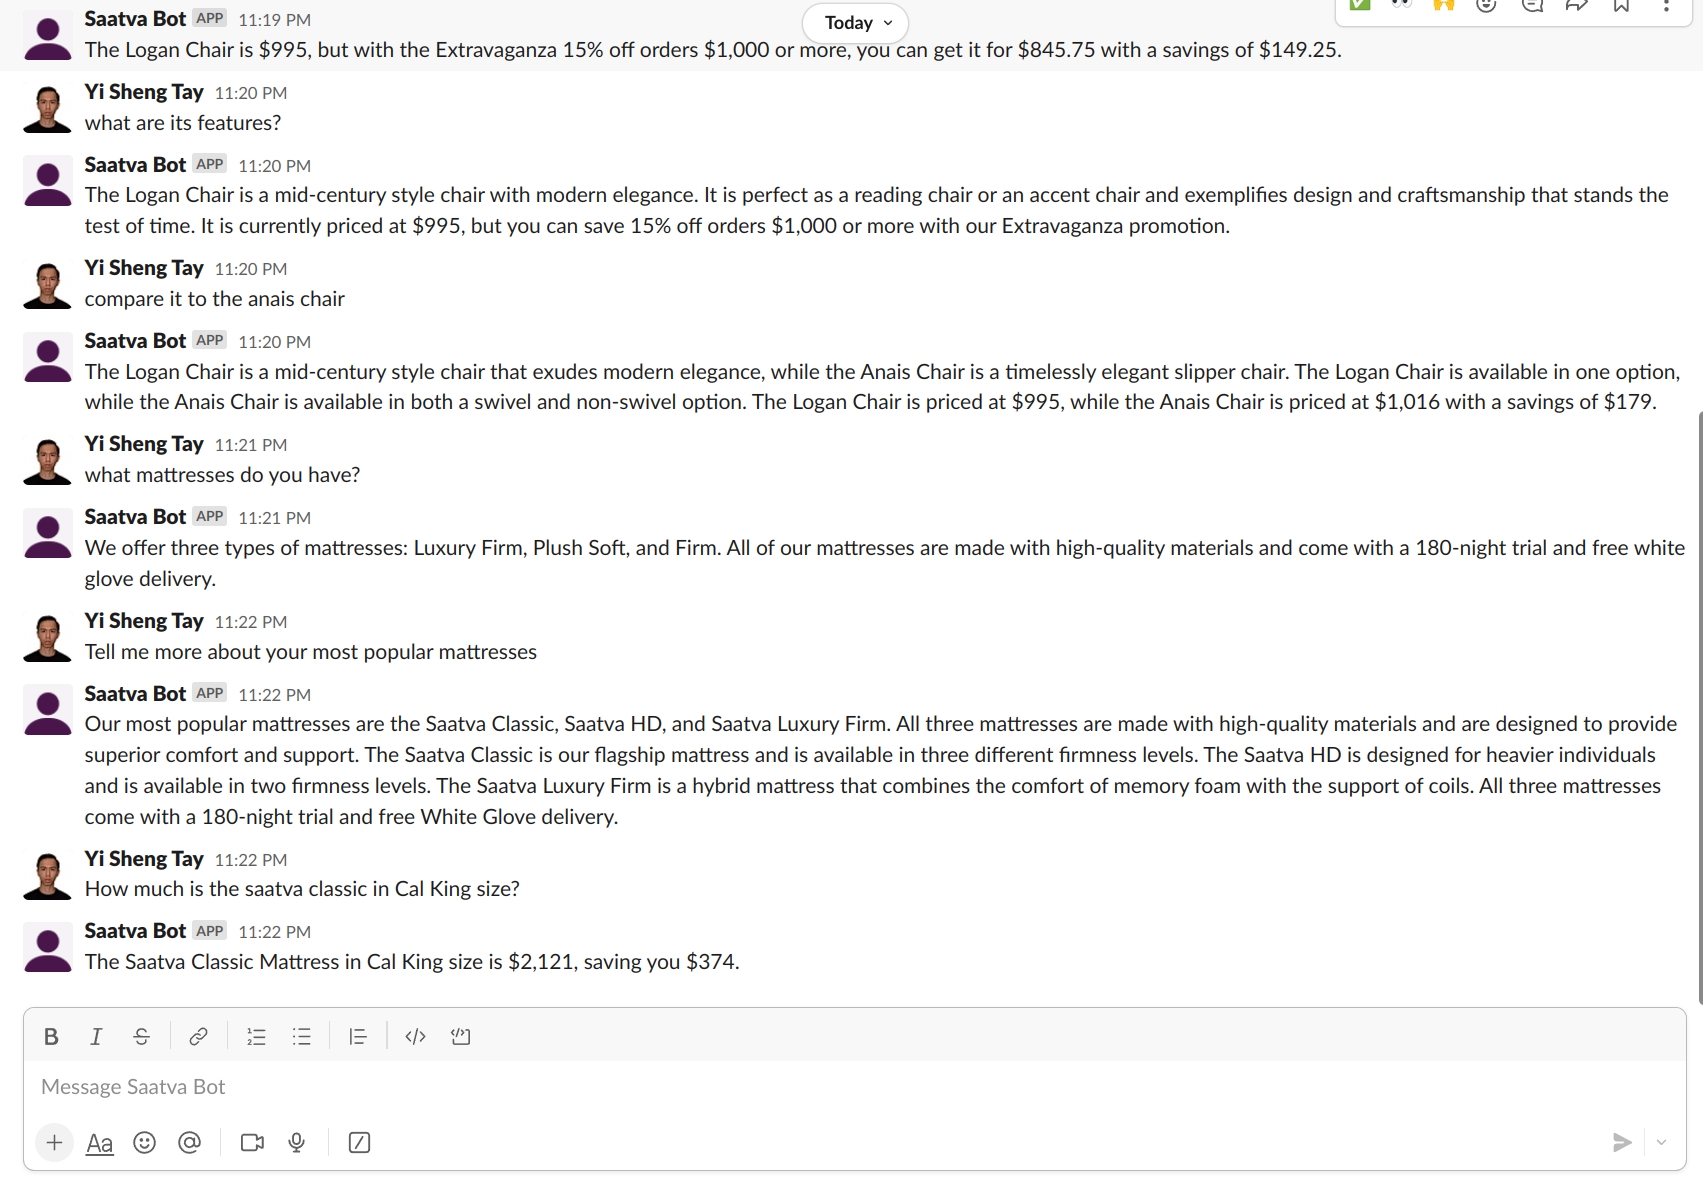 Saatva Bot APP 11:19 PM
Today
The Logan Chair is $995, but with the Extravaganza 15% off orders $1,000 or more, you can get it for $845.75 with a savings of $149.25.
Yi Sheng Tay 11:20 PM
what are its features?
Saatva Bot APP 11:20 PM
The Logan Chair is a mid-century style chair with modern elegance. It is perfect as a reading chair or an accent chair and exemplifies design and craftsmanship that stands the
test of time. It is currently priced at $995, but you can save 15% off orders $1,000 or more with our Extravaganza promotion.
Yi Sheng Tay 11:20 PM
compare it to the anais chair
Saatva Bot APP 11:20 PM
The Logan Chair is a mid-century style chair that exudes modern elegance, while the Anais Chair is a timelessly elegant slipper chair. The Logan Chair is available in one option,
while the Anais Chair is available in both a swivel and non-swivel option. The Logan Chair is priced at $995, while the Anais Chair is priced at $1,016 with a savings of $179.
Yi Sheng Tay 11:21 PM
what mattresses do you have?
Saatva Bot APP 11:21 PM
We offer three types of mattresses: Luxury Firm, Plush Soft, and Firm. All of our mattresses are made with high-quality materials and come with a 180-night trial and free white
glove delivery.
Yi Sheng Tay 11:22 PM
Tell me more about your most popular mattresses
Saatva Bot APP 11:22 PM
Our most popular mattresses are the Saatva Classic, Saatva HD, and Saatva Luxury Firm. All three mattresses are made with high-quality materials and are designed to provide
superior comfort and support. The Saatva Classic is our flagship mattress and is available in three different firmness levels. The Saatva HD is designed for heavier individuals
and is available in two firmness levels. The Saatva Luxury Firm is a hybrid mattress that combines the comfort of memory foam with the support of coils. All three mattresses
come with a 180-night trial and free White Glove delivery.
Yi Sheng Tay 11:22 PM
How much is the saatva classic in Cal King size?
Saatva Bot APP 11:22 PM
The Saatva Classic Mattress in Cal King size is $2,121, saving you $374.
Message Saatva Bot
Aa